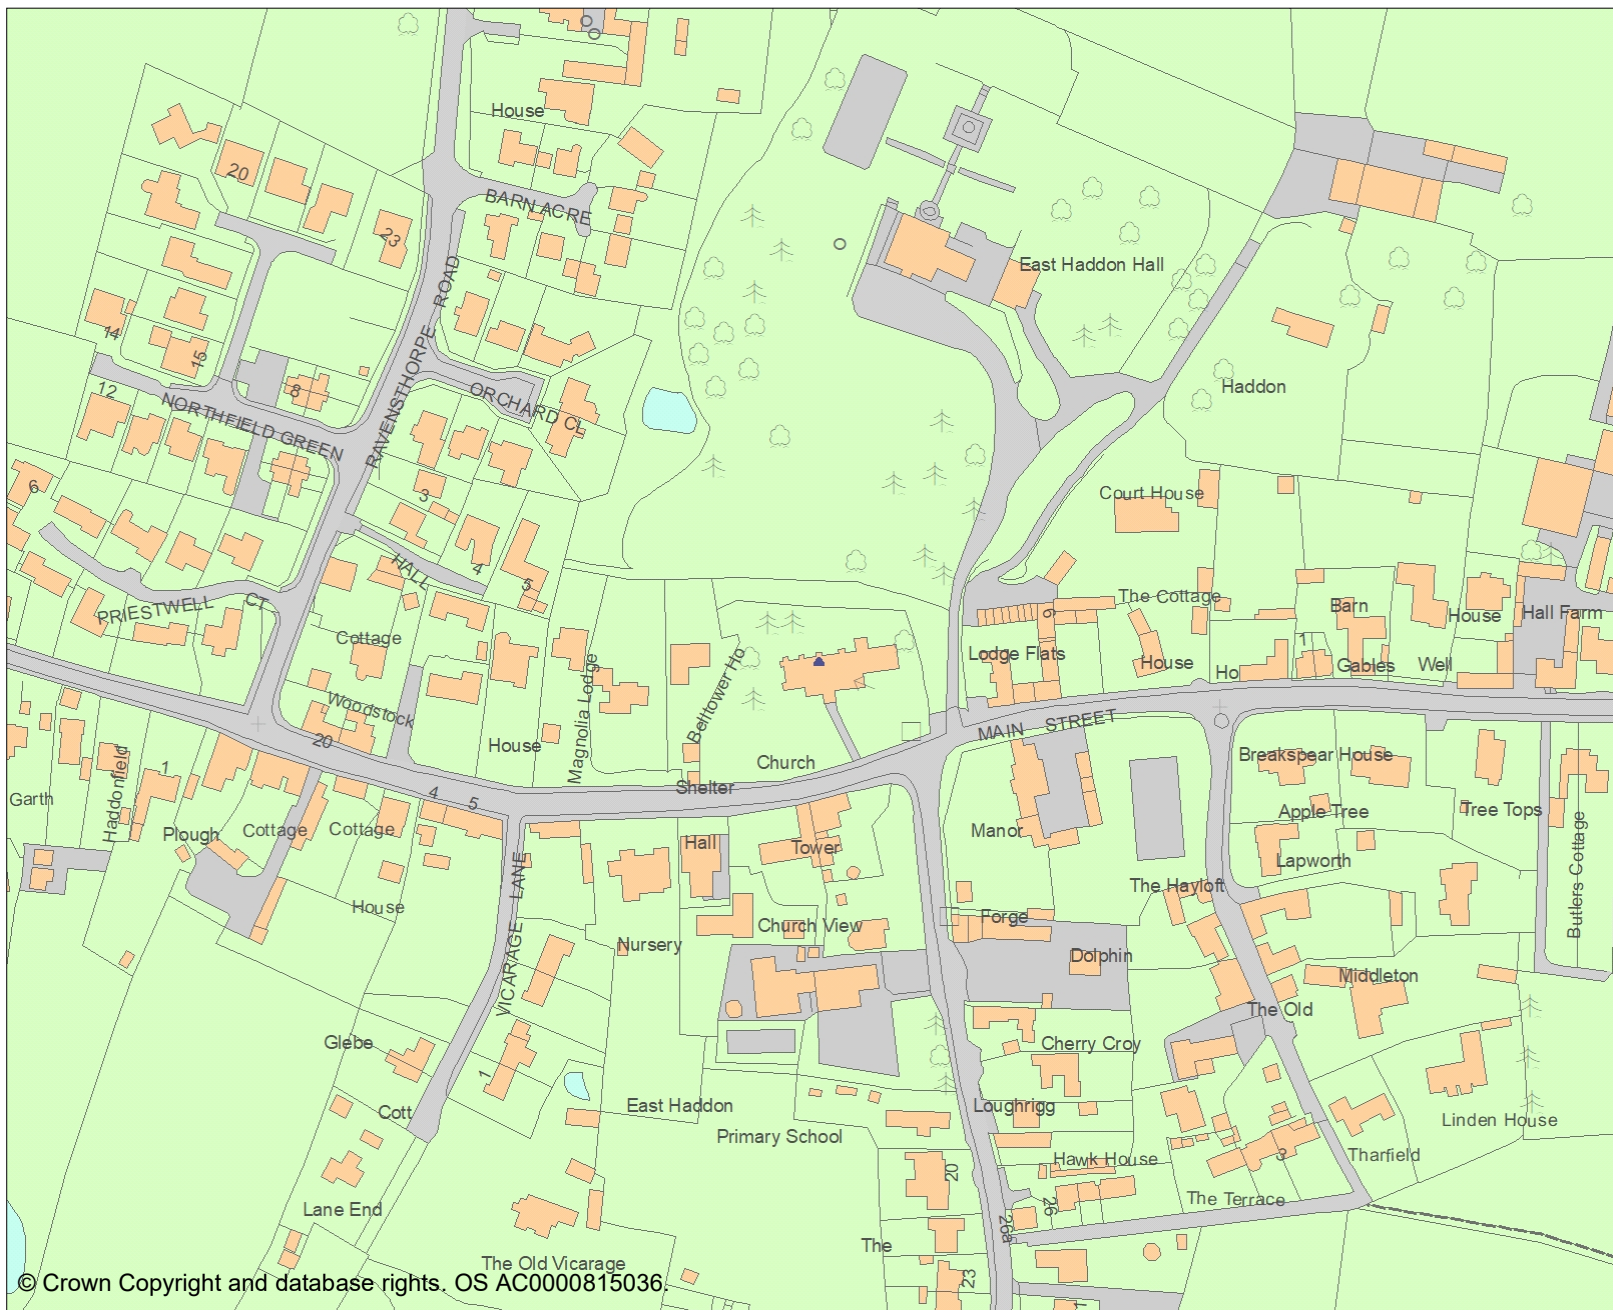 House
20
BARN ACRE
23
ROAD
East Haddon Hall
14
15
RAVENSTHORPE
12
8
ORCHARD CL
Haddon
NORTHFIELD GREEN
6
3
Court House
HALL
4
5
The Cottage
9
Barn
House
Hall Farm
PRIESTWELL CT
Cottage
1
Lodge Flats
House
Ho
Gables
Well
Magnolia Lodge
Belltower Ho
Woodstock
20
House
MAIN STREET
Church
Breakspear House
Haddonfield
1
Shelter
Garth
4
5
Apple Tree
Tree Tops
Plough
Cottage
Cottage
Hall
Tower
Manor
Lapworth
Butlers Cottage
VICARAGE LANE
The Hayloft
House
Church View
Forge
Nursery
Dolphin
Middleton
The Old
Glebe
Cherry Croy
1
Cott
East Haddon
Primary School
Loughrigg
Linden House
Hawk House
3
Tharfield
20
Lane End
26
The Terrace
26a
The
The Old Vicarage
23
1
© Crown Copyright and database rights. OS AC0000815036.